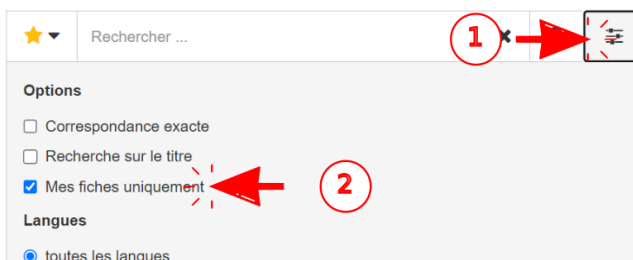 Rechercher ...
1
Options
Correspondance exacte
Recherche sur le titre
Mes fiches uniquement
2
Langues
toutes les langues